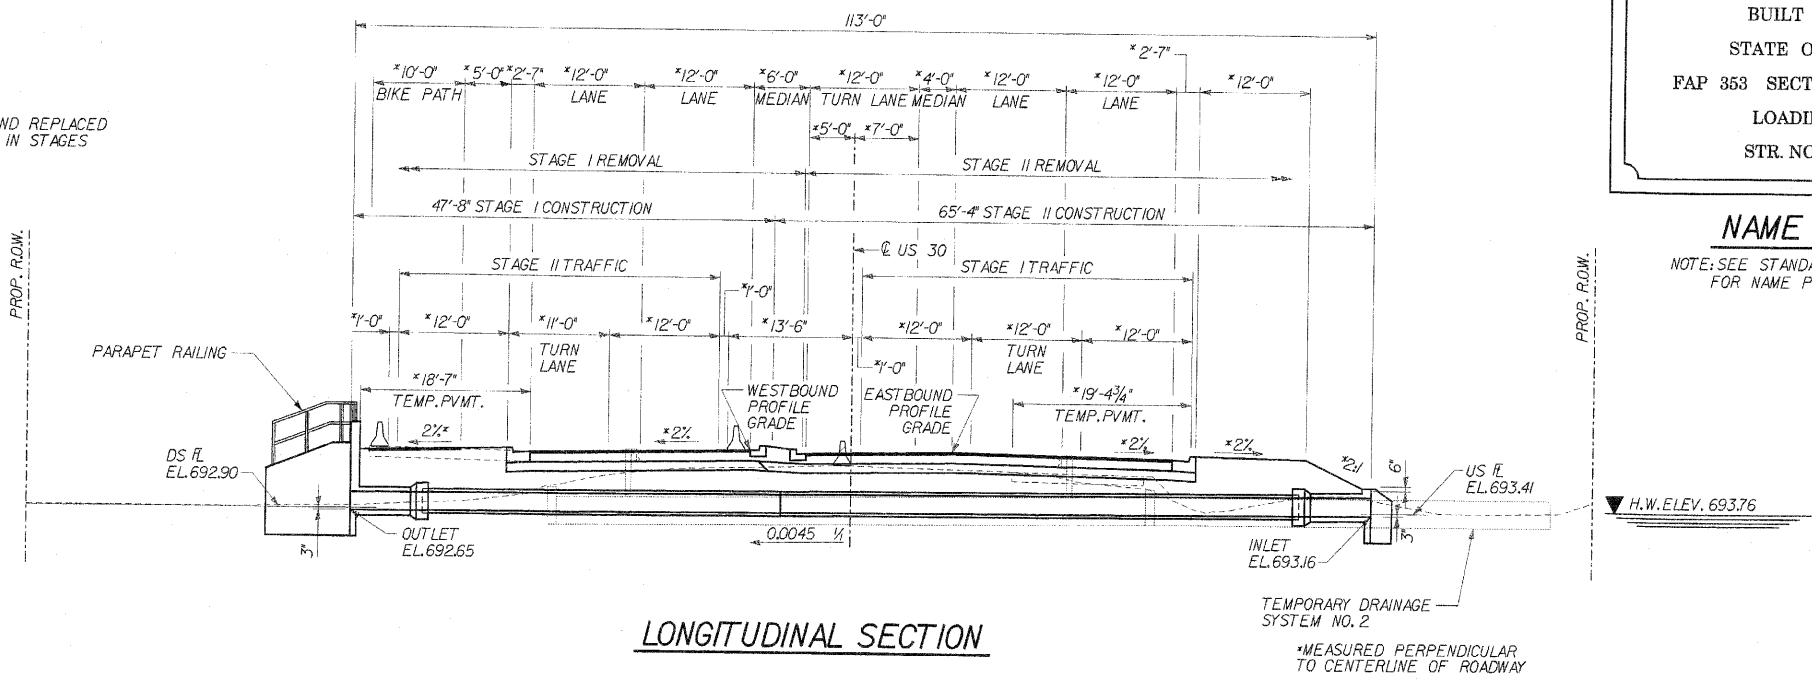 113'-0"
BUILT
STATE O
FAP 353 SECT
LOADI
STR. NO
*2'-7"
*10'-0" *5'-0" *2'-7" *12'-0" *12'-0" *6'-0" *12'-0" *4'-0" *12'-0" *12'-0" *12'-0"
BIKE PATH LANE LANE MEDIAN TURN LANE MEDIAN LANE LANE
ND REPLACED
IN STAGES
*5'-0" *7'-0"
STAGE I REMOVAL STAGE II REMOVAL
47'-8" STAGE I CONSTRUCTION 65'-4" STAGE II CONSTRUCTION
NAME
NOTE: SEE STANDA
FOR NAME P
℄ US 30
PROP. R.O.W.
STAGE II TRAFFIC STAGE I TRAFFIC
PROP. R.O.W.
*1'-0"
*1'-0" *12'-0" *11'-0" *12'-0" *13'-6" *12'-0" *12'-0" *12'-0"
TURN
LANE
TURN
LANE
*1'-0"
PARAPET RAILING
*18'-7"
TEMP. PVMT.
WESTBOUND
PROFILE
GRADE
EASTBOUND
PROFILE
GRADE
*19'-4¾"
TEMP. PVMT.
2%* *2% *2% *2%
*2:1
6"
DS FL
EL. 692.90
US FL
EL. 693.41
H.W. ELEV. 693.76
3"
OUTLET
EL. 692.65
0.0045 '/'
INLET
EL. 693.16
3"
TEMPORARY DRAINAGE
SYSTEM NO. 2
LONGITUDINAL SECTION
*MEASURED PERPENDICULAR
TO CENTERLINE OF ROADWAY